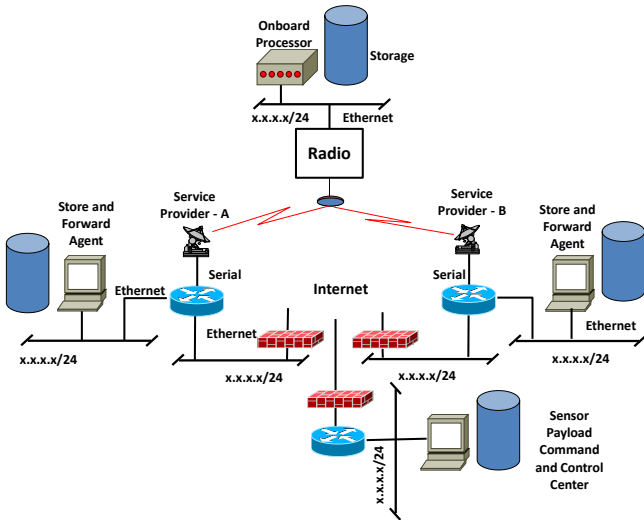 Onboard
Processor
Storage
x.x.x.x/24
Ethernet
Radio
Service
Provider - A
Service
Provider - B
Store and
Forward
Agent
Store and
Forward
Agent
Ethernet
Serial
Internet
Serial
Ethernet
Ethernet
x.x.x.x/24
x.x.x.x/24
x.x.x.x/24
x.x.x.x/24
x.x.x.x/24
Sensor
Payload
Command
and Control
Center